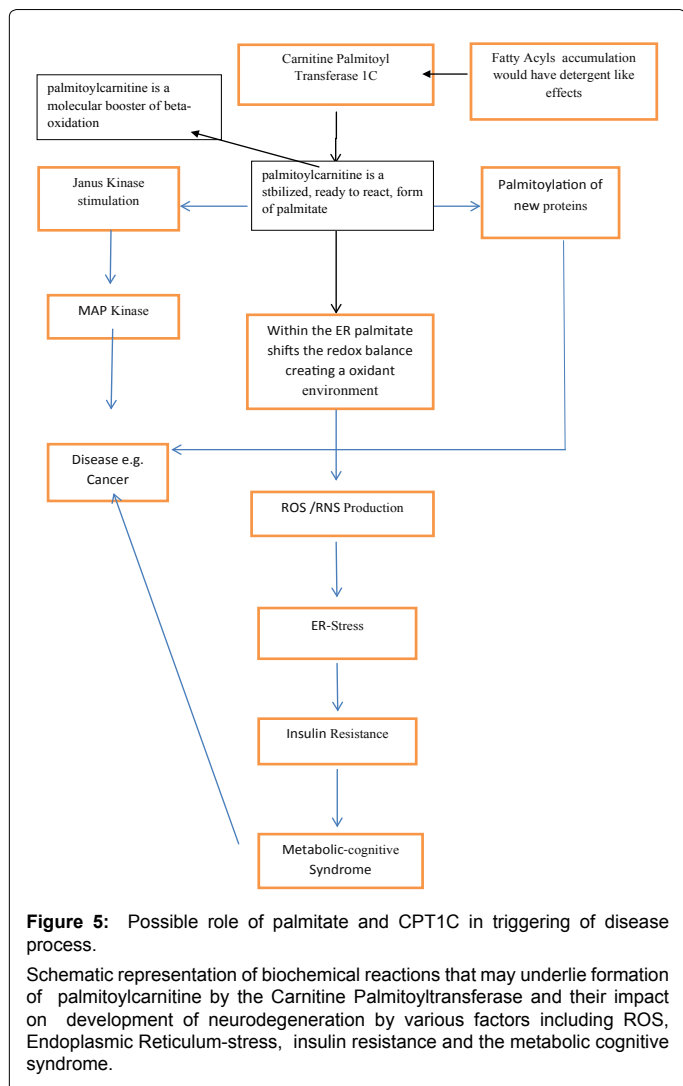 Carnitine Palmitoyl
Transferase 1C
Fatty Acyls accumulation
would have detergent like
effects
palmitoylcarnitine is a
molecular booster of beta-
oxidation
Janus Kinase
stimulation
palmitoylcarnitine is a
stbilized, ready to react, form
of palmitate
Palmitoylation of
new proteins
MAP Kinase
Within the ER palmitate
shifts the redox balance
creating a oxidant
environment
Disease e.g.
Cancer
ROS /RNS Production
ER-Stress
Insulin Resistance
Metabolic-cognitive
Syndrome
Figure 5: Possible role of palmitate and CPT1C in triggering of disease
process.
Schematic representation of biochemical reactions that may underlie formation
of palmitoylcarnitine by the Carnitine Palmitoyltransferase and their impact
on development of neurodegeneration by various factors including ROS,
Endoplasmic Reticulum-stress, insulin resistance and the metabolic cognitive
syndrome.